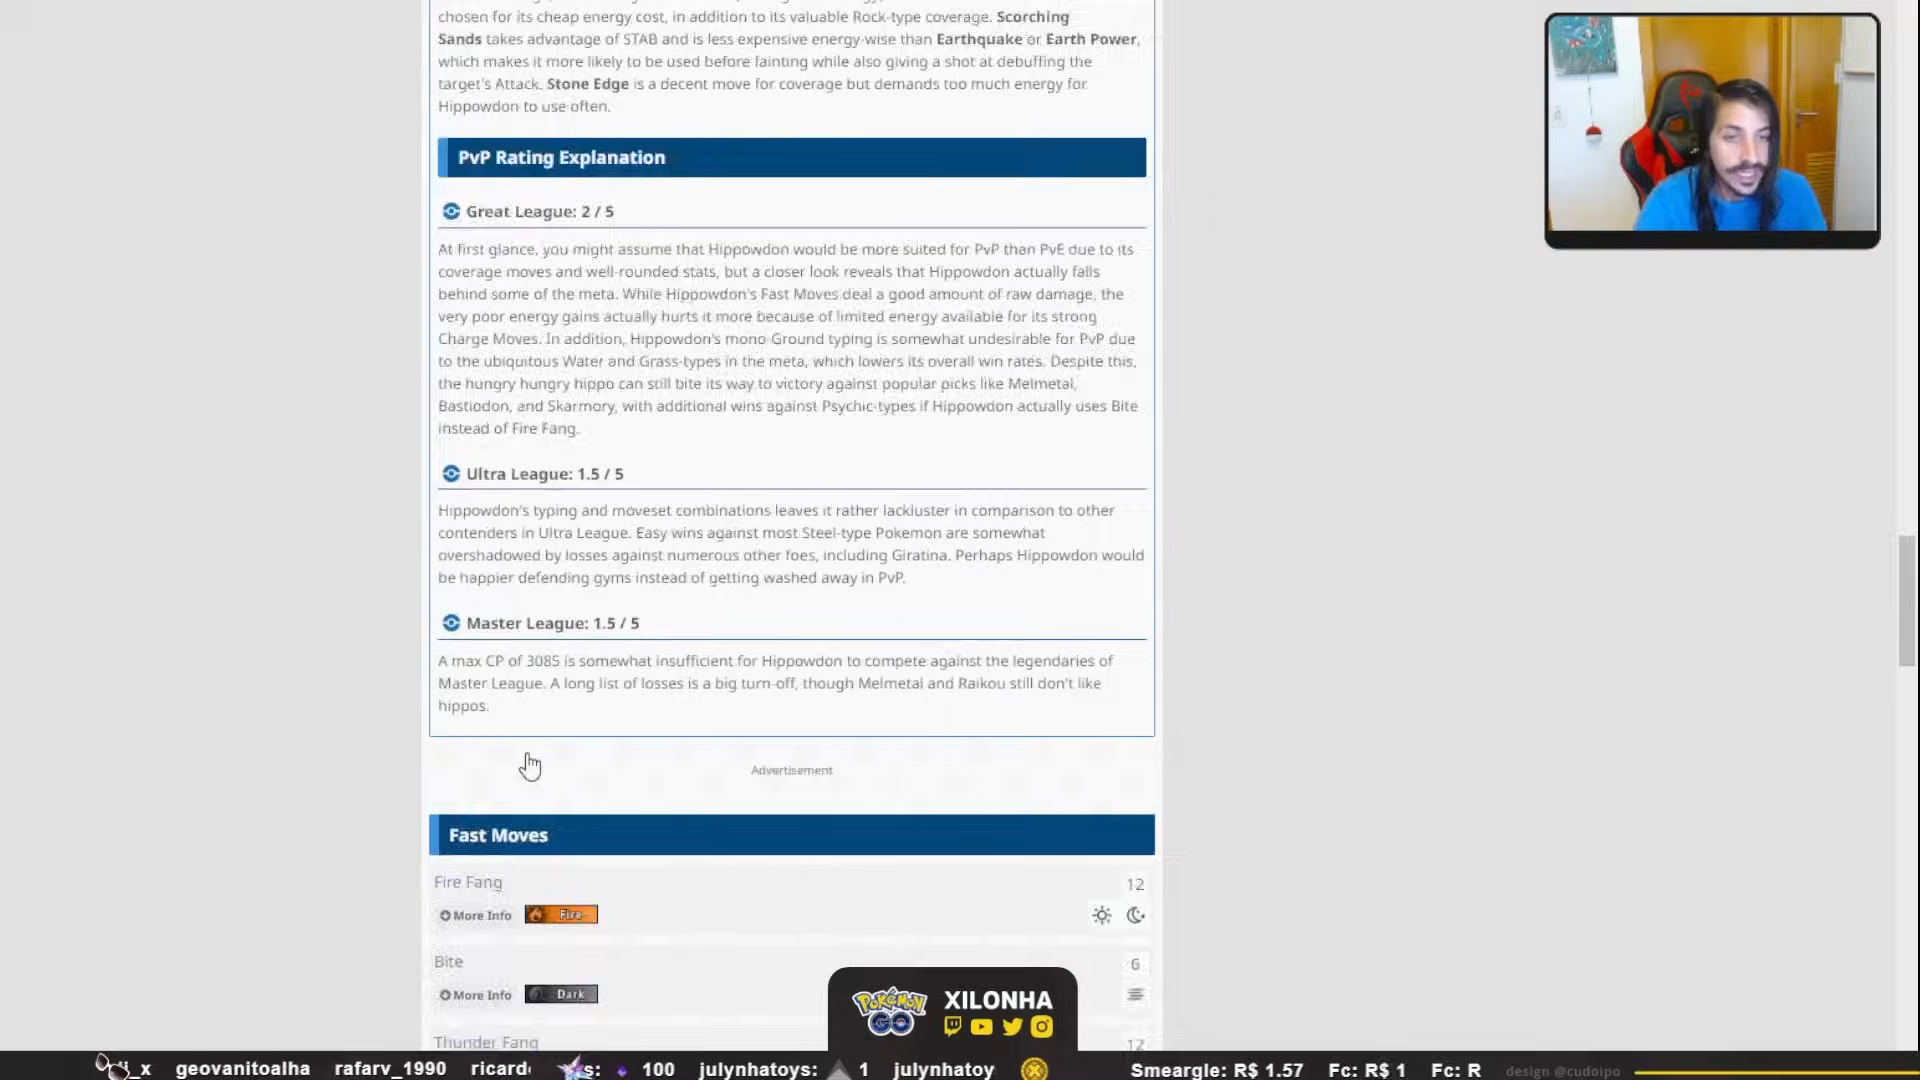 chosen for its cheap energy cost, in addition to its valuable Rock-type coverage. Scorching
Sands takes advantage of STAB and is less expensive energy-wise than Earthquake or Earth Power,
which makes it more likely to be used before fainting while also giving a shot at debuffing the
target's Attack. Stone Edge is a decent move for coverage but demands too much energy for
Hippowdon to use often.
PvP Rating Explanation
Great League: 2 / 5
At first glance, you might assume that Hippowdon would be more suited for PvP than PvE due to its
coverage moves and well-rounded stats, but a closer look reveals that Hippowdon actually falls
behind some of the meta. While Hippowdon's Fast Moves deal a good amount of raw damage, the
very poor energy gains actually hurts it more because of limited energy available for its strong
Charge Moves. In addition, Hippowdon's mono Ground typing is somewhat undesirable for PvP due
to the ubiquitous Water and Grass-types in the meta, which lowers its overall win rates. Despite this,
the hungry hungry hippo can still bite its way to victory against popular picks like Melmetal,
Bastiodon, and Skarmory, with additional wins against Psychic-types if Hippowdon actually uses Bite
instead of Fire Fang.
Ultra League: 1.5 / 5
Hippowdon's typing and moveset combinations leaves it rather lackluster in comparison to other
contenders in Ultra League. Easy wins against most Steel-type Pokemon are somewhat
overshadowed by losses against numerous other foes, including Giratina. Perhaps Hippowdon would
be happier defending gyms instead of getting washed away in PvP.
Master League: 1.5 / 5
A max CP of 3085 is somewhat insufficient for Hippowdon to compete against the legendaries of
Master League. A long list of losses is a big turn-off, though Melmetal and Raikou still don't like
hippos.
Advertisement
Fast Moves
Fire Fang 12
More Info Fire
Bite 6
More Info Dark
Thunder Fang 12
POKÉMON GO XILONHA
_x geovanitoalha rafarv_1990 ricard s: 100 julynhatoys: 1 julynhatoy Smeargle: R$ 1.57 Fc: R$ 1 Fc: R design @cudoipo